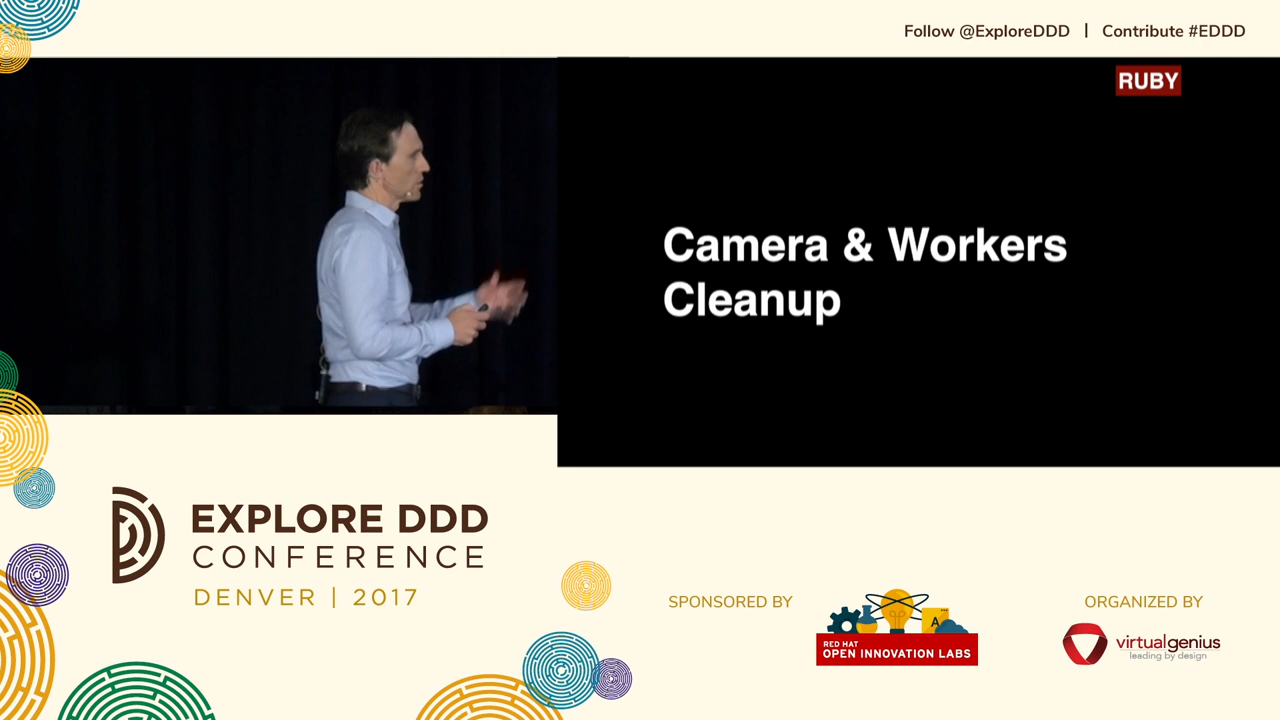 Follow @ExploreDDD | Contribute #EDDD
RUBY
Camera & Workers
Cleanup
EXPLORE DDD
CONFERENCE
DENVER | 2017
SPONSORED BY
A
RED HAT
OPEN INNOVATION LABS
ORGANIZED BY
virtualgenius
leading by design